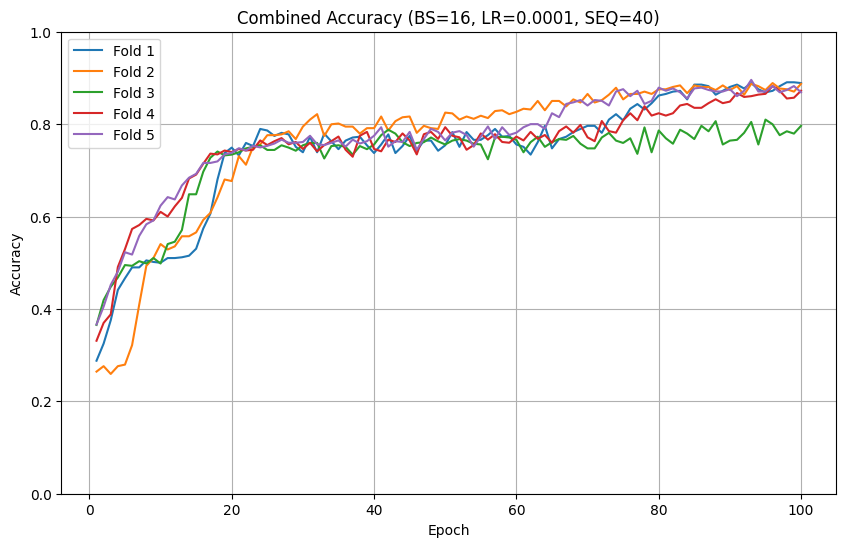 Combined Accuracy (BS=16, LR=0.0001, SEQ=40)
Fold 1
Fold 2
Fold 3
Fold 4
Fold 5
Accuracy
1.0
0.8
0.6
0.4
0.2
0.0
0
20
40
60
80
100
Epoch